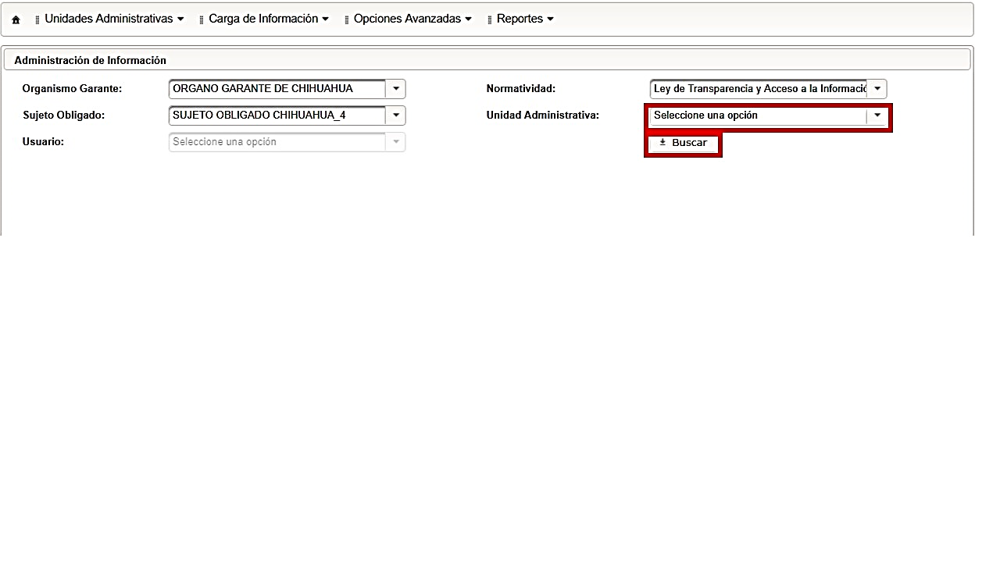 Unidades Administrativas Carga de Información Opciones Avanzadas Reportes
Administración de Información
Organismo Garante: ORGANO GARANTE DE CHIHUAHUA Normatividad: Ley de Transparencia y Acceso a la Informació
Sujeto Obligado: SUJETO OBLIGADO CHIHUAHUA_4 Unidad Administrativa: Seleccione una opción
Usuario: Seleccione una opción Buscar